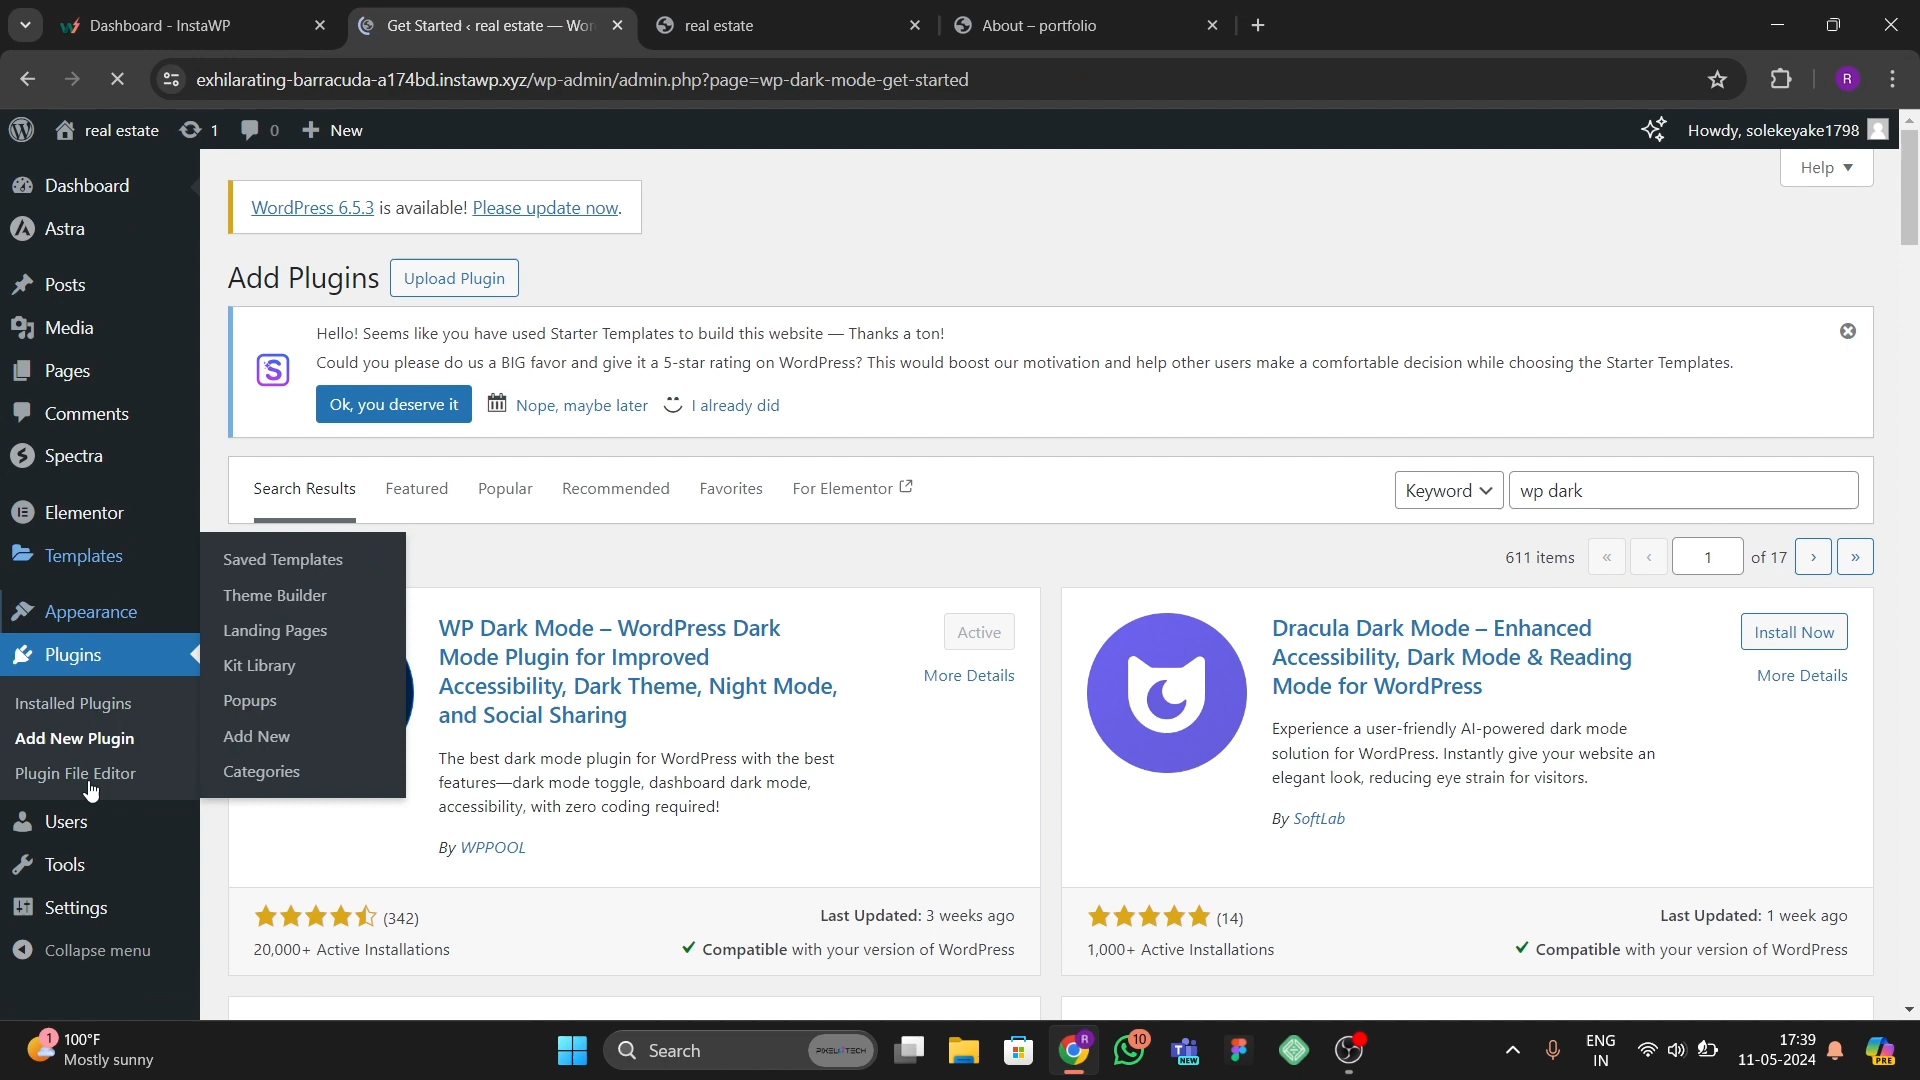 Dashboard - InstaWP
Get Started ‹ real estate — Wor
real estate
About – portfolio
exhilarating-barracuda-a174bd.instawp.xyz/wp-admin/admin.php?page=wp-dark-mode-get-started
R
real estate
1
0
New
Howdy, solekeyake1798
Dashboard
Astra
Posts
Media
Pages
Comments
Spectra
Elementor
Templates
Appearance
Plugins
Installed Plugins
Add New Plugin
Plugin File Editor
Users
Tools
Settings
Collapse menu
Saved Templates
Theme Builder
Landing Pages
Kit Library
Popups
Add New
Categories
Help
WordPress 6.5.3 is available! Please update now.
Add Plugins
Upload Plugin
Hello! Seems like you have used Starter Templates to build this website — Thanks a ton!
Could you please do us a BIG favor and give it a 5-star rating on WordPress? This would boost our motivation and help other users make a comfortable decision while choosing the Starter Templates.
Ok, you deserve it
Nope, maybe later
I already did
Search Results
Featured
Popular
Recommended
Favorites
For Elementor
Keyword
wp dark
611 items
«
‹
1
of 17
›
»
WP Dark Mode – WordPress Dark
Mode Plugin for Improved
Accessibility, Dark Theme, Night Mode,
and Social Sharing
Active
More Details
The best dark mode plugin for WordPress with the best
features—dark mode toggle, dashboard dark mode,
accessibility, with zero coding required!
By WPPOOL
(342)
20,000+ Active Installations
Last Updated: 3 weeks ago
Compatible with your version of WordPress
Dracula Dark Mode – Enhanced
Accessibility, Dark Mode & Reading
Mode for WordPress
Install Now
More Details
Experience a user-friendly AI-powered dark mode
solution for WordPress. Instantly give your website an
elegant look, reducing eye strain for visitors.
By SoftLab
(14)
1,000+ Active Installations
Last Updated: 1 week ago
Compatible with your version of WordPress
1
100°F
Mostly sunny
Search
PIXEL TECH
R
10
NEW
ENG
IN
17:39
11-05-2024
PRE